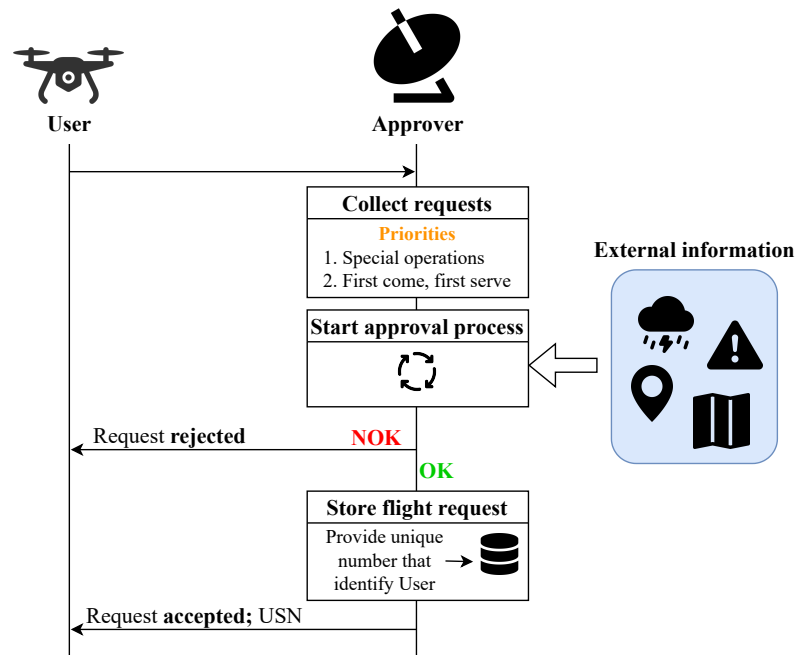 User
Approver
Collect requests
Priorities
1. Special operations
2. First come, first serve
External information
Start approval process
Request rejected
NOK
OK
Store flight request
Provide unique
number that
identify User
Request accepted; USN